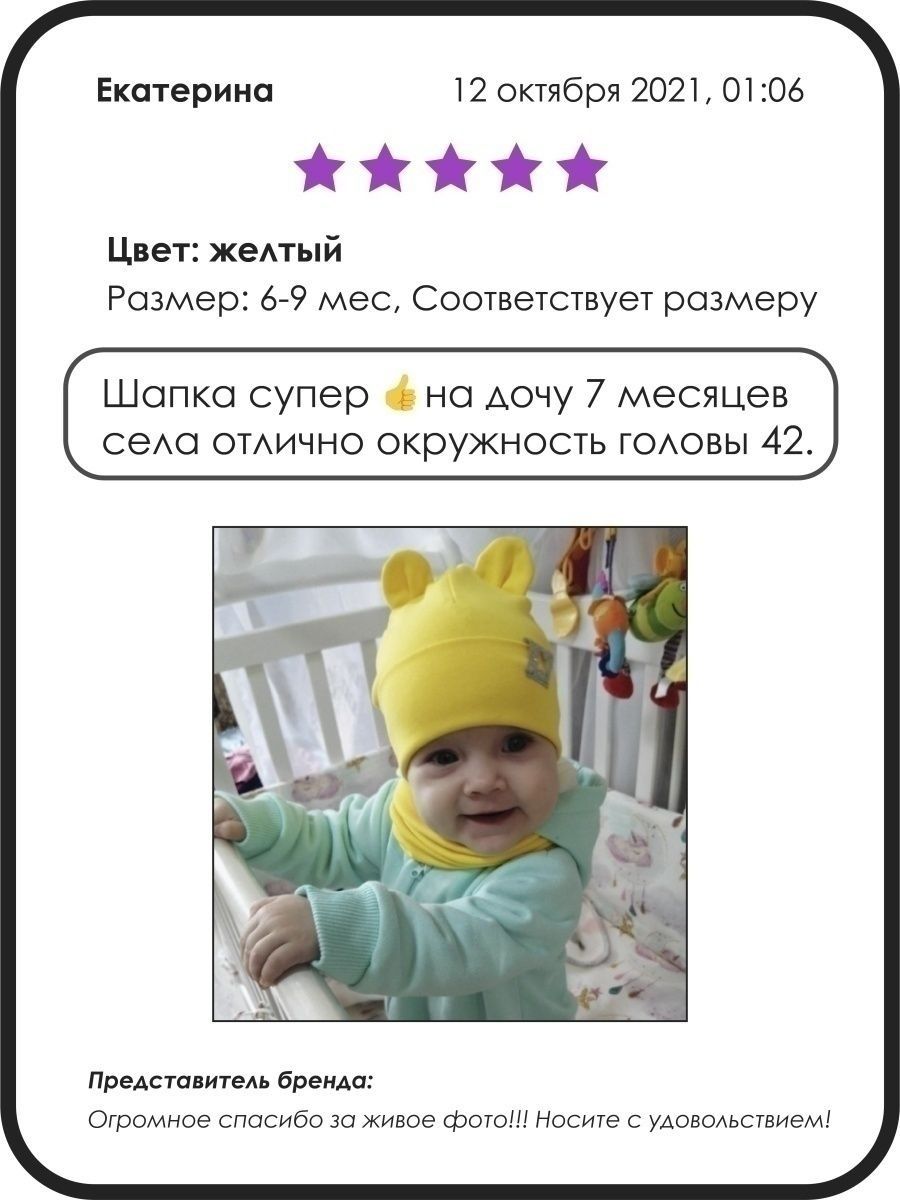 Екатерина 12 октября 2021, 01:06
Цвет: желтый
Размер: 6-9 мес, Соответствует размеру
Шапка супер 👍на дочу 7 месяцев
села отлично окружность головы 42.
Представитель бренда:
Огромное спасибо за живое фото!!! Носите с удовольствием!